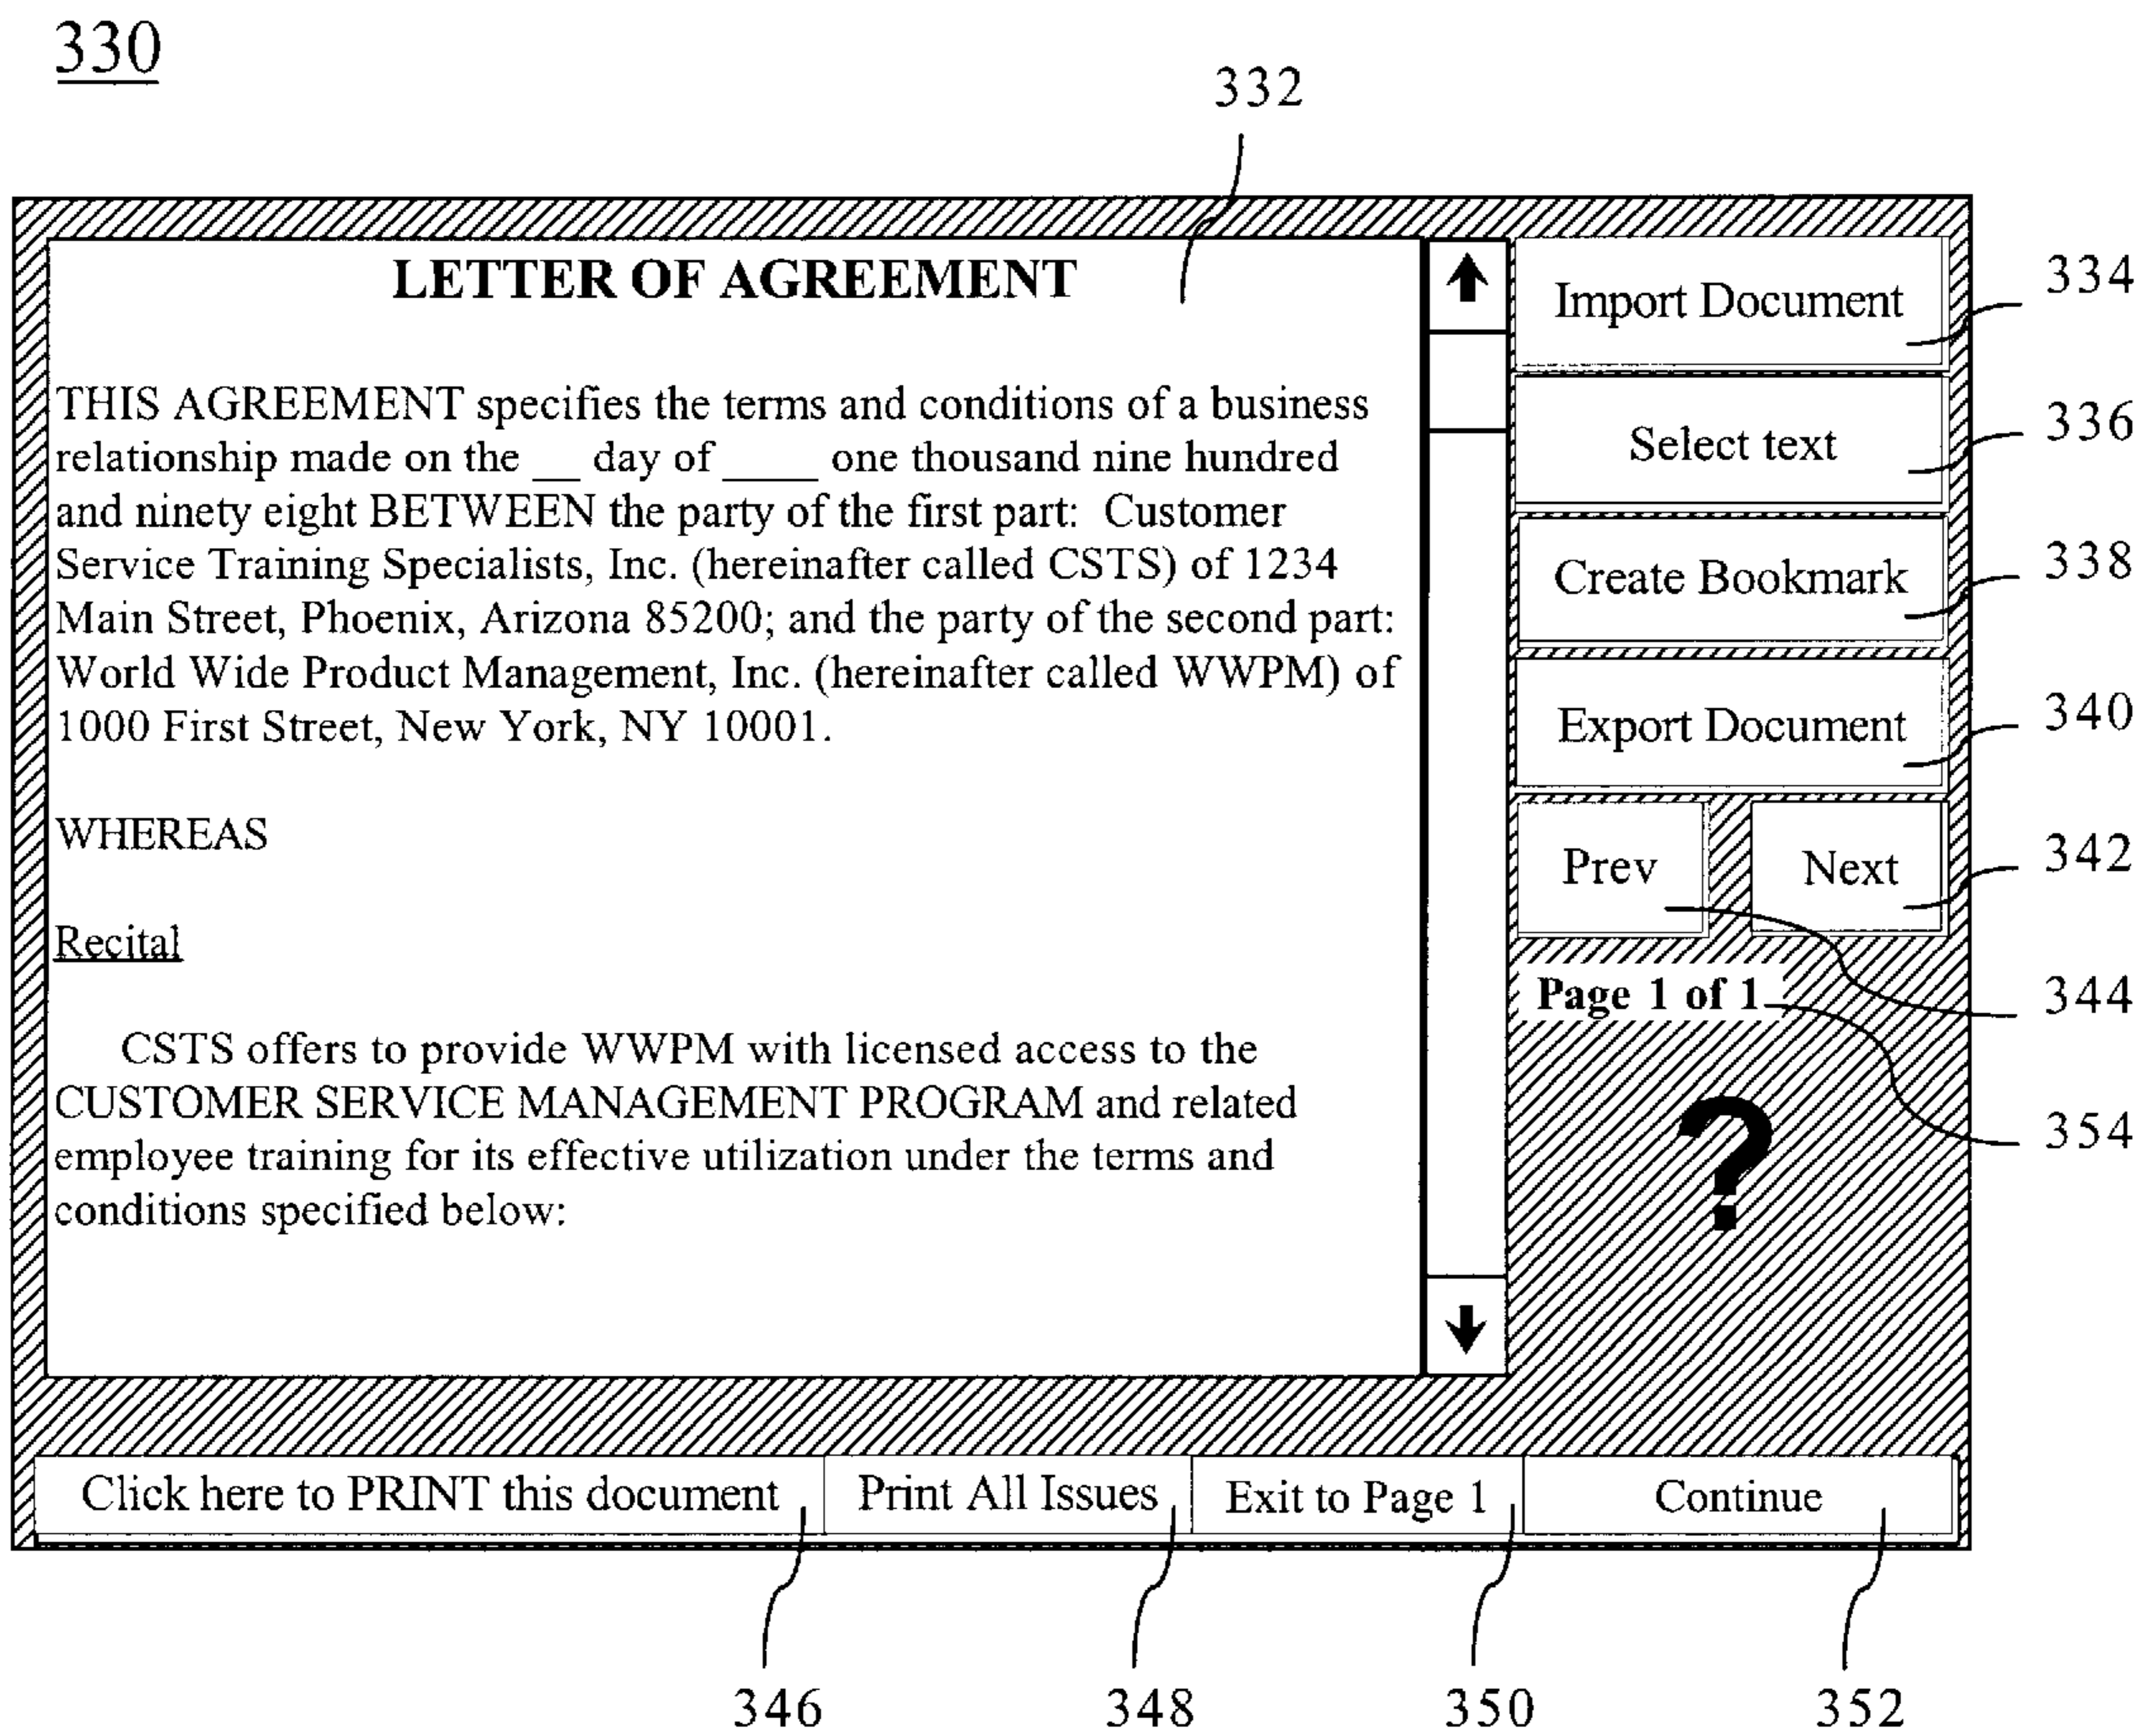 330
332
LETTER OF AGREEMENT
THIS AGREEMENT specifies the terms and conditions of a business
relationship made on the __ day of ____ one thousand nine hundred
and ninety eight BETWEEN the party of the first part:  Customer
Service Training Specialists, Inc. (hereinafter called CSTS) of 1234
Main Street, Phoenix, Arizona 85200; and the party of the second part:
World Wide Product Management, Inc. (hereinafter called WWPM) of
1000 First Street, New York, NY 10001.
WHEREAS
Recital
CSTS offers to provide WWPM with licensed access to the
CUSTOMER SERVICE MANAGEMENT PROGRAM and related
employee training for its effective utilization under the terms and
conditions specified below:
Import Document
334
Select text
336
Create Bookmark
338
Export Document
340
Prev
Next
342
344
Page 1 of 1
354
?
Click here to PRINT this document
Print All Issues
Exit to Page 1
Continue
346
348
350
352